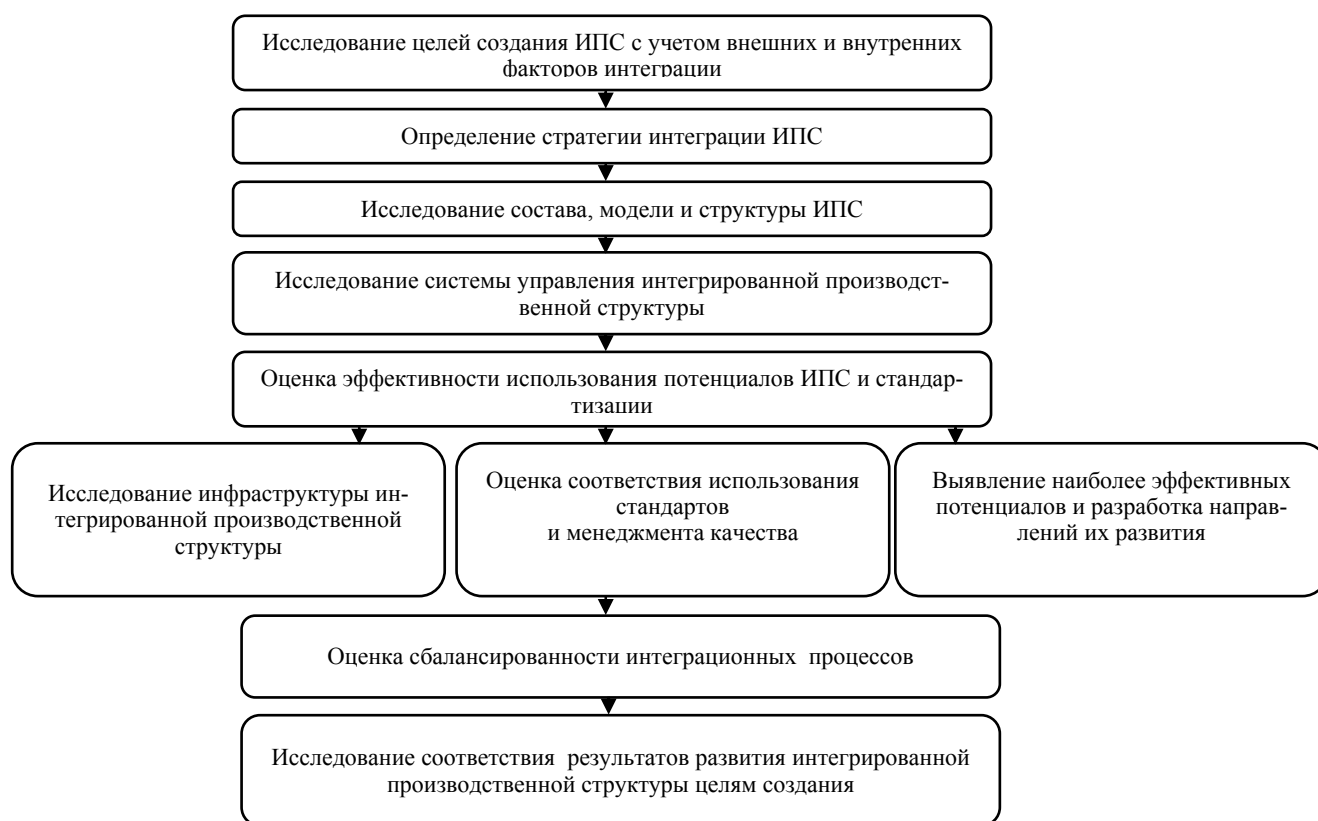 Исследование целей создания ИПС с учетом внешних и внутренних
факторов интеграции
Определение стратегии интеграции ИПС
Исследование состава, модели и структуры ИПС
Исследование системы управления интегрированной производст-
венной структуры
Оценка эффективности использования потенциалов ИПС и стандар-
тизации
Исследование инфраструктуры ин-
тегрированной производственной
структуры
Оценка соответствия использования
стандартов
и менеджмента качества
Выявление наиболее эффективных
потенциалов и разработка направ-
лений их развития
Оценка сбалансированности интеграционных процессов
Исследование соответствия результатов развития интегрированной
производственной структуры целям создания